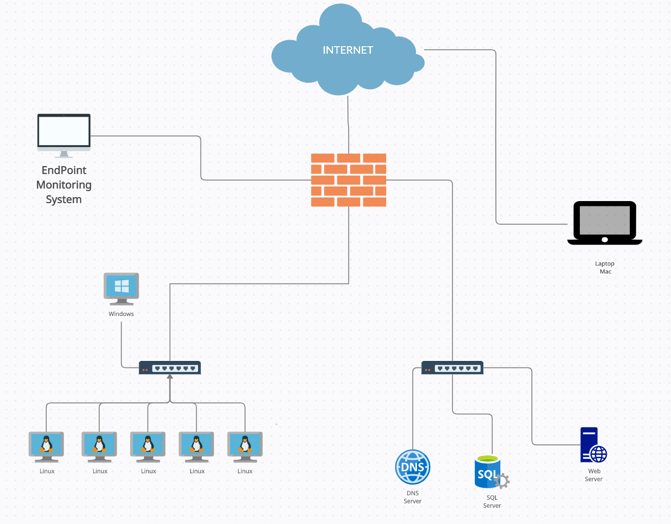 INTERNET
EndPoint
Monitoring
System
Laptop
Mac
Windows
Linux
Linux
Linux
Linux
Linux
DNS
DNS
Server
SQL
SQL
Server
Web
Server